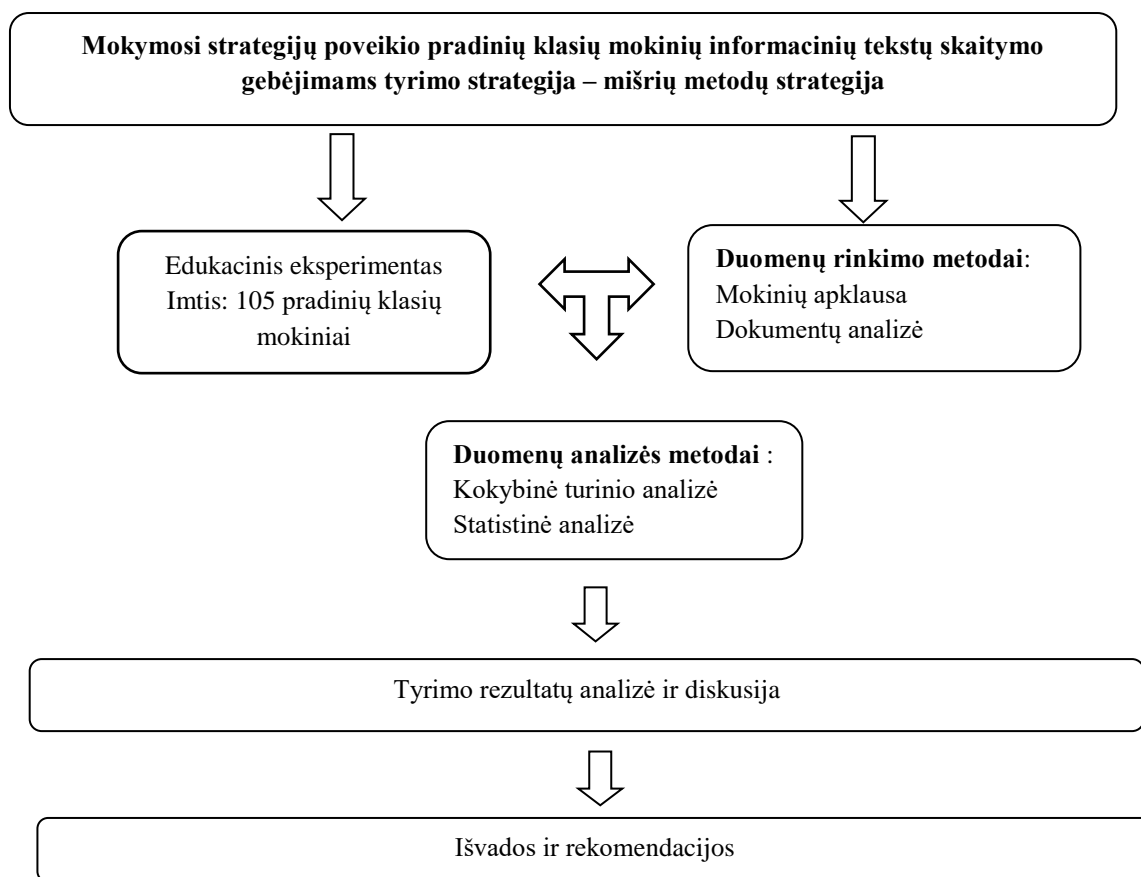 Mokymosi strategijų poveikio pradinių klasių mokinių informacinių tekstų skaitymo
gebėjimams tyrimo strategija – mišrių metodų strategija
Edukacinis eksperimentas
Imtis: 105 pradinių klasių
mokiniai
Duomenų rinkimo metodai:
Mokinių apklausa
Dokumentų analizė
Duomenų analizės metodai :
Kokybinė turinio analizė
Statistinė analizė
Tyrimo rezultatų analizė ir diskusija
Išvados ir rekomendacijos